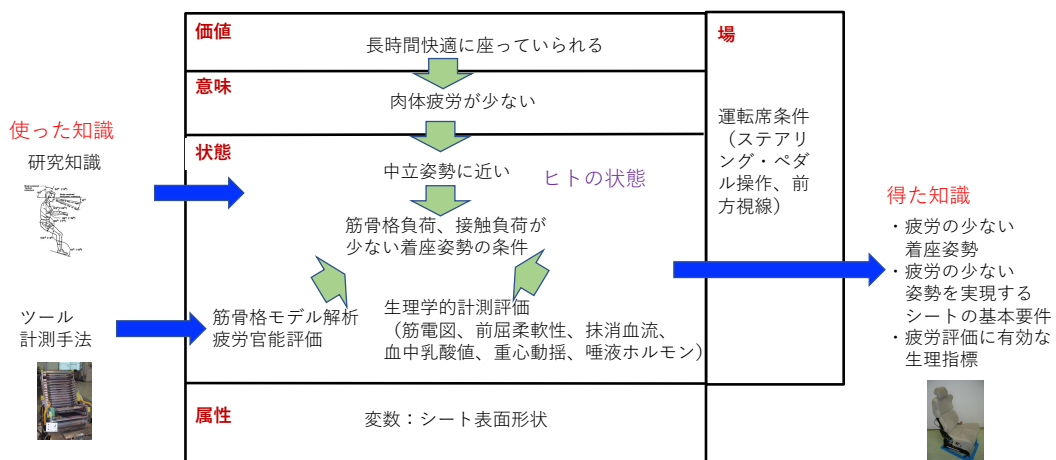 価値
長時間快適に座っていられる
意味
肉体疲労が少ない
状態
中立姿勢に近い
ヒトの状態
筋骨格負荷、接触負荷が
少ない着座姿勢の条件
筋骨格モデル解析
疲労官能評価
生理学的計測評価
（筋電図、前屈柔軟性、抹消血流、
血中乳酸値、重心動揺、唾液ホルモン）
属性
変数：シート表面形状
場
運転席条件
（ステアリ
ング・ペダ
ル操作、前
方視線）
使った知識
研究知識
ツール
計測手法
得た知識
・疲労の少ない
着座姿勢
・疲労の少ない
姿勢を実現する
シートの基本要件
・疲労評価に有効な
生理指標